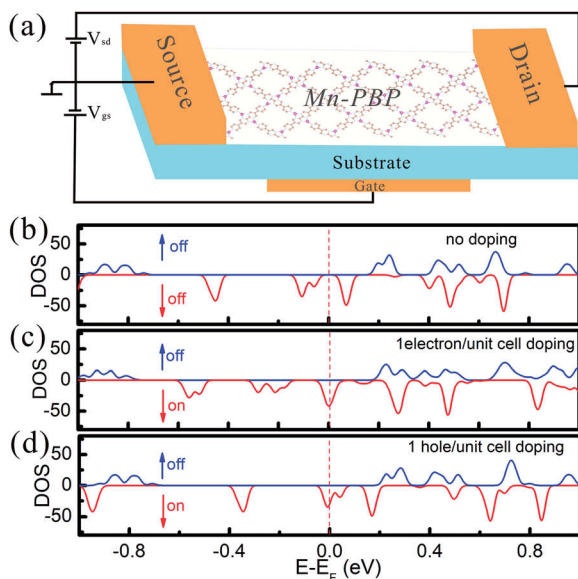 (a)
V_sd
V_gs
Source
Mn-PBP
Drain
Substrate
Gate
(b)
no doping
50
0
-50
DOS
↑ off
↓ off
(c)
1electron/unit cell doping
50
0
-50
DOS
↑ off
↓ on
(d)
1 hole/unit cell doping
50
0
-50
DOS
↑ off
↓ on
-0.8 -0.4 0.0 0.4 0.8
E-E_F (eV)